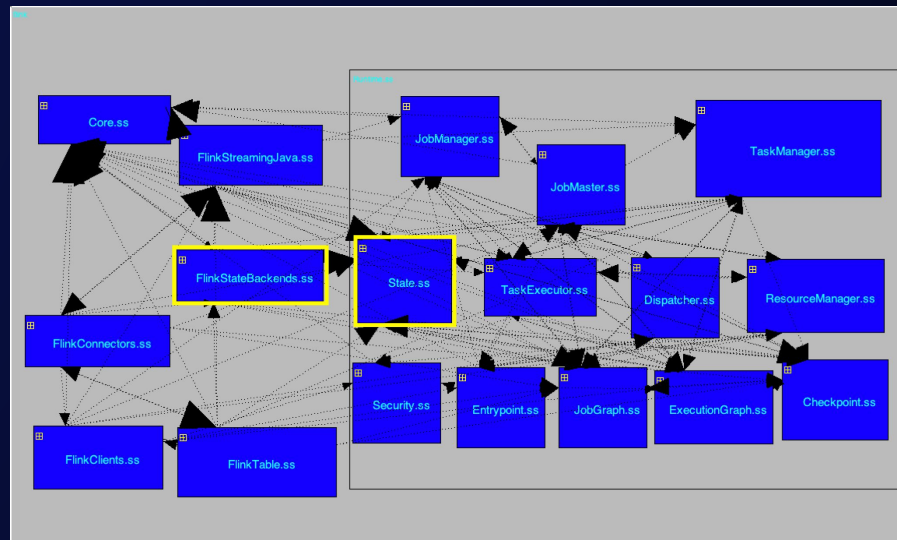 Core.ss
FlinkStreamingJava.ss
JobManager.ss
TaskManager.ss
JobMaster.ss
FlinkStateBackends.ss
State.ss
TaskExecutor.ss
Dispatcher.ss
ResourceManager.ss
FlinkConnectors.ss
Security.ss
Entrypoint.ss
JobGraph.ss
ExecutionGraph.ss
Checkpoint.ss
FlinkClients.ss
FlinkTable.ss